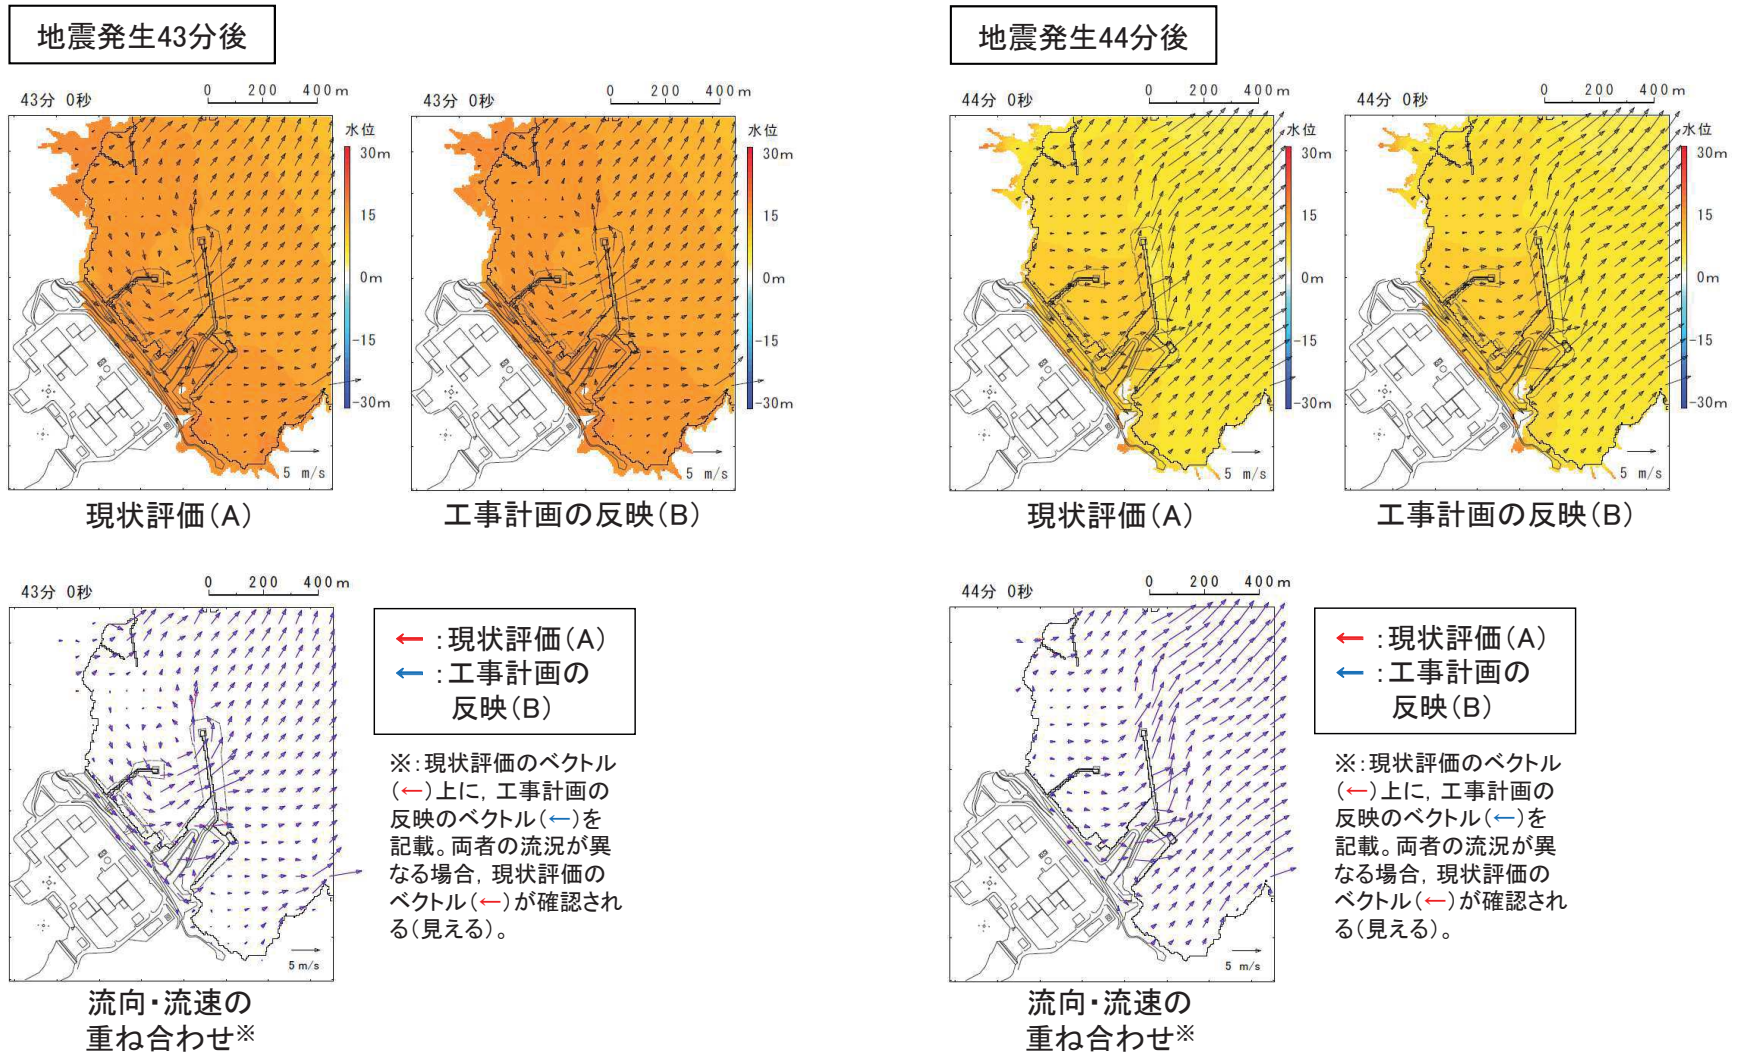 地震発生43分後
43分 0秒
0 200 400m
水位
30m
15
0m
-15
-30m
5 m/s
現状評価(A)
43分 0秒
0 200 400m
水位
30m
15
0m
-15
-30m
5 m/s
工事計画の反映(B)
43分 0秒
0 200 400m
5 m/s
流向・流速の
重ね合わせ※
←:現状評価(A)
←:工事計画の
反映(B)
※:現状評価のベクトル
(←)上に,工事計画の
反映のベクトル(←)を
記載。両者の流況が異
なる場合,現状評価の
ベクトル(←)が確認され
る(見える)。
地震発生44分後
44分 0秒
0 200 400m
水位
30m
15
0m
-15
-30m
5 m/s
現状評価(A)
44分 0秒
0 200 400m
水位
30m
15
0m
-15
-30m
5 m/s
工事計画の反映(B)
44分 0秒
0 200 400m
5 m/s
流向・流速の
重ね合わせ※
←:現状評価(A)
←:工事計画の
反映(B)
※:現状評価のベクトル
(←)上に,工事計画の
反映のベクトル(←)を
記載。両者の流況が異
なる場合,現状評価の
ベクトル(←)が確認され
る(見える)。